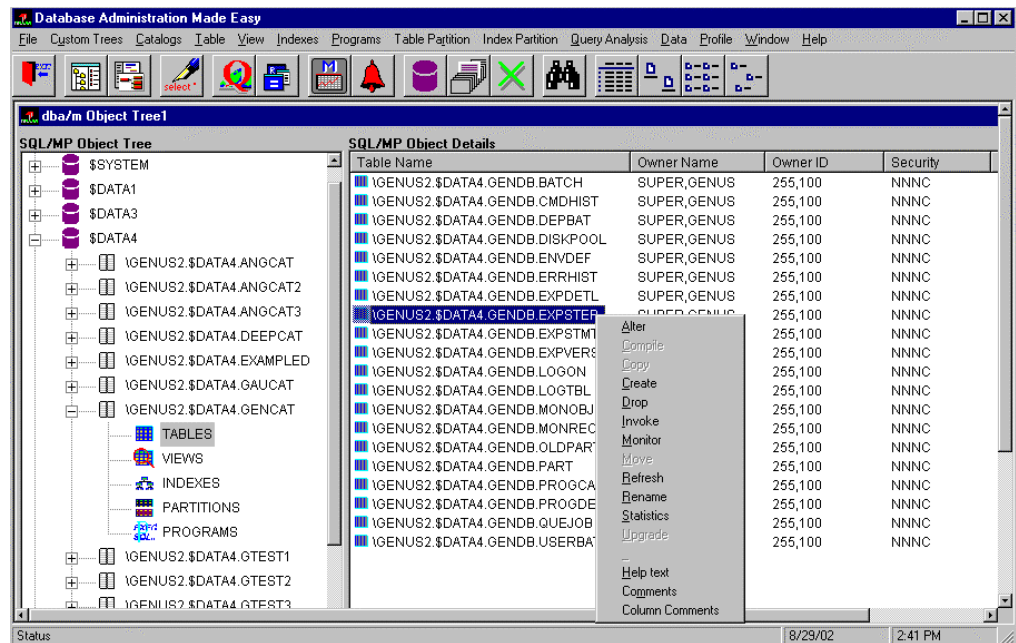 Database Administration Made Easy
File Custom Trees Catalogs Table View Indexes Programs Table Partition Index Partition Query Analysis Data Profile Window Help
select*
dba/m Object Tree1
SQL/MP Object Tree
$SYSTEM
$DATA1
$DATA3
$DATA4
\GENUS2.$DATA4.ANGCAT
\GENUS2.$DATA4.ANGCAT2
\GENUS2.$DATA4.ANGCAT3
\GENUS2.$DATA4.DEEPCAT
\GENUS2.$DATA4.EXAMPLED
\GENUS2.$DATA4.GAUCAT
\GENUS2.$DATA4.GENCAT
TABLES
VIEWS
INDEXES
PARTITIONS
PROGRAMS
\GENUS2.$DATA4.GTEST1
\GENUS2.$DATA4.GTEST2
\GENUS2.$DATA4.GTEST3
SQL/MP Object Details
Table Name Owner Name Owner ID Security
\GENUS2.$DATA4.GENDB.BATCH SUPER,GENUS 255,100 NNNC
\GENUS2.$DATA4.GENDB.CMDHIST SUPER,GENUS 255,100 NNNC
\GENUS2.$DATA4.GENDB.DEPBAT SUPER,GENUS 255,100 NNNC
\GENUS2.$DATA4.GENDB.DISKPOOL SUPER,GENUS 255,100 NNNC
\GENUS2.$DATA4.GENDB.ENVDEF SUPER,GENUS 255,100 NNNC
\GENUS2.$DATA4.GENDB.ERRHIST SUPER,GENUS 255,100 NNNC
\GENUS2.$DATA4.GENDB.EXPDETL SUPER,GENUS 255,100 NNNC
\GENUS2.$DATA4.GENDB.EXPSTEP SUPER,GENUS 255,100 NNNC
\GENUS2.$DATA4.GENDB.EXPSTMT 255,100 NNNC
\GENUS2.$DATA4.GENDB.EXPVERS 255,100 NNNC
\GENUS2.$DATA4.GENDB.LOGON 255,100 NNNC
\GENUS2.$DATA4.GENDB.LOGTBL 255,100 NNNC
\GENUS2.$DATA4.GENDB.MONOBJ 255,100 NNNC
\GENUS2.$DATA4.GENDB.MONREC 255,100 NNNC
\GENUS2.$DATA4.GENDB.OLDPART 255,100 NNNC
\GENUS2.$DATA4.GENDB.PART 255,100 NNNC
\GENUS2.$DATA4.GENDB.PROGCA 255,100 NNNC
\GENUS2.$DATA4.GENDB.PROGDE 255,100 NNNC
\GENUS2.$DATA4.GENDB.QUEJOB 255,100 NNNC
\GENUS2.$DATA4.GENDB.USERBAT 255,100 NNNC
Alter
Compile
Copy
Create
Drop
Invoke
Monitor
Move
Refresh
Rename
Statistics
Upgrade
Help text
Comments
Column Comments
Status 8/29/02 2:41 PM